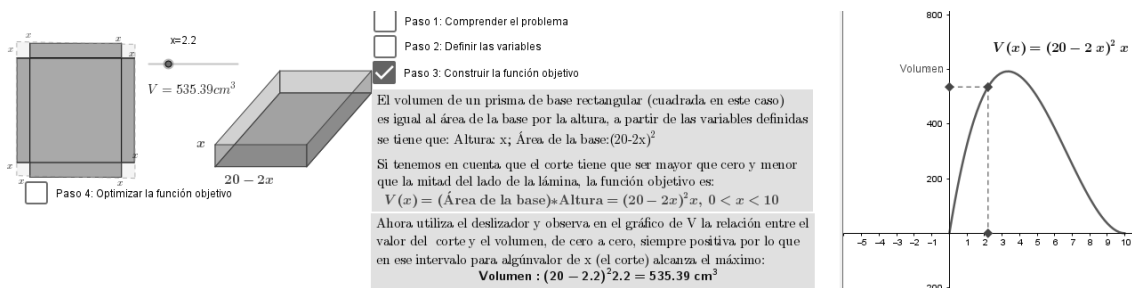 x=2.2
V = 535.39cm³
x
x
x
x
x
x
x
x
x
20 − 2x
Paso 4: Optimizar la función objetivo
Paso 1: Comprender el problema
Paso 2: Definir las variables
Paso 3: Construir la función objetivo
El volumen de un prisma de base rectangular (cuadrada en este caso)
es igual al área de la base por la altura, a partir de las variables definidas
se tiene que: Altura: x; Área de la base:(20-2x)²
Si tenemos en cuenta que el corte tiene que ser mayor que cero y menor
que la mitad del lado de la lámina, la función objetivo es:
V(x) = (Área de la base)∗Altura = (20 − 2x)²x, 0 < x < 10
Ahora utiliza el deslizador y observa en el gráfico de V la relación entre el
valor del corte y el volumen, de cero a cero, siempre positiva por lo que
en ese intervalo para algúnvalor de x (el corte) alcanza el máximo:
Volumen : (20 − 2.2)²2.2 = 535.39 cm³
800
V(x) = (20 − 2 x)² x
Volumen
400
200
−6 −5 −4 −3 −2 −1 1 2 3 4 5 6 7 8 9 10